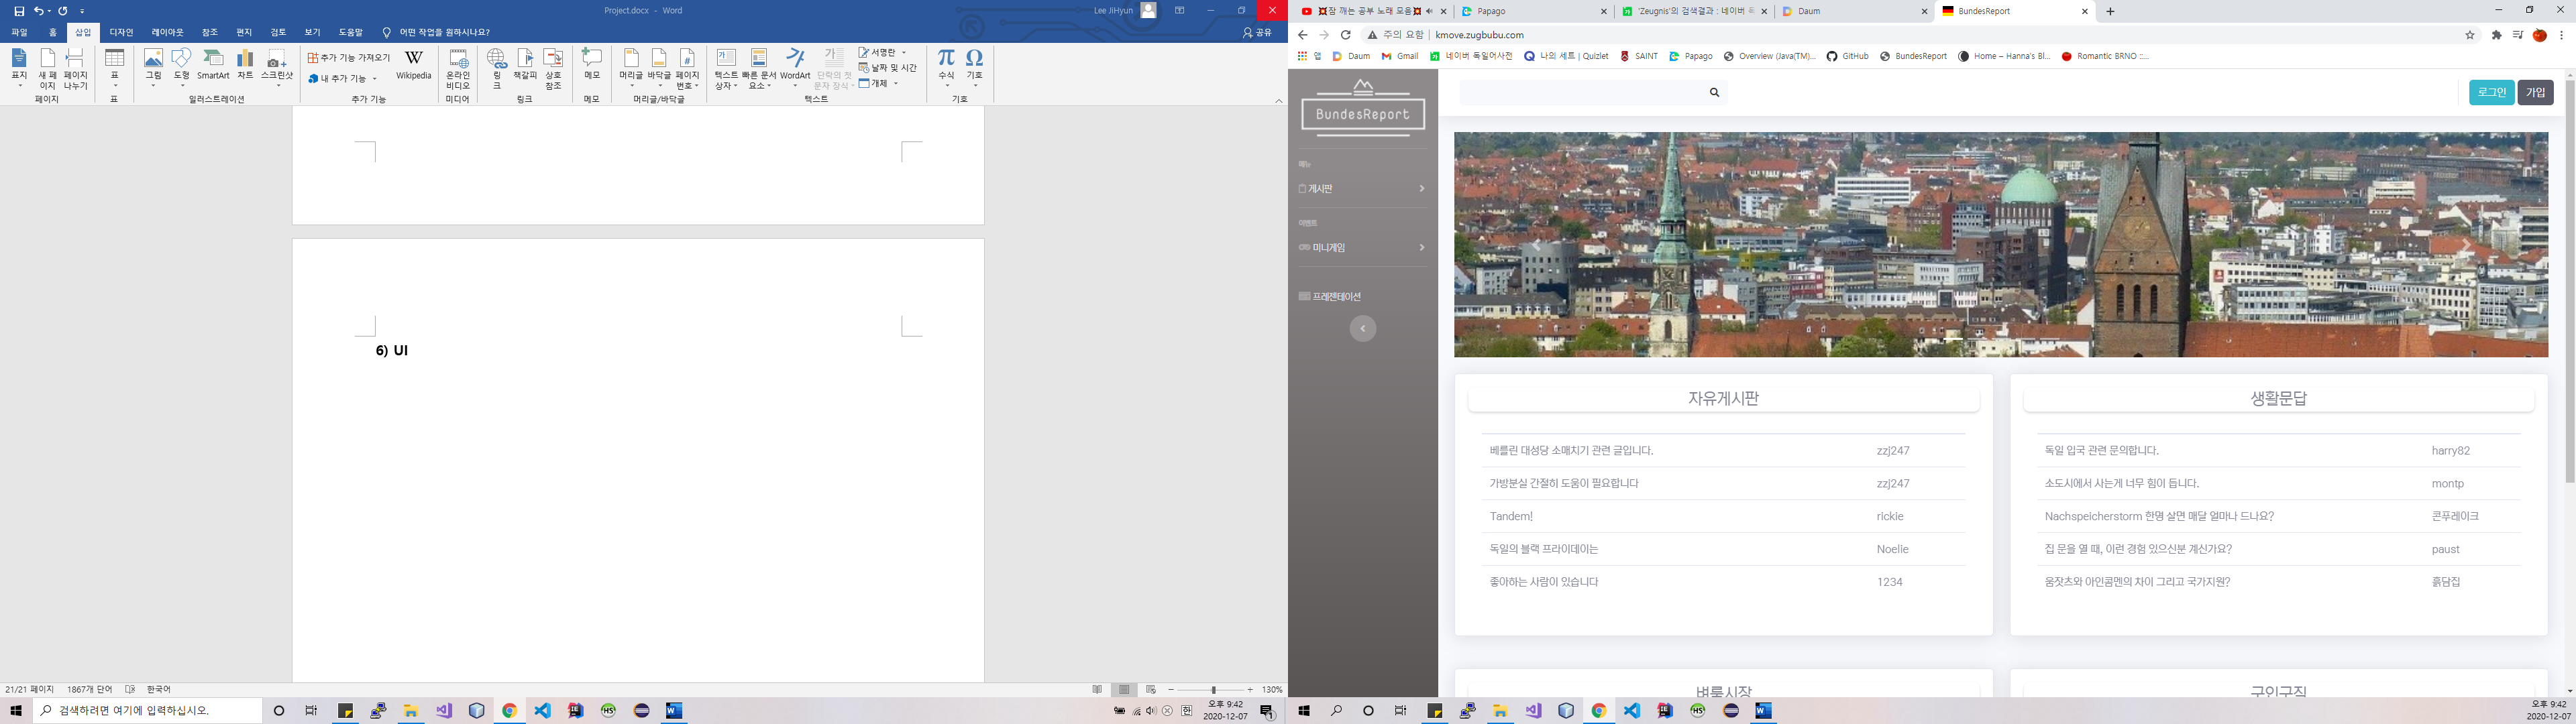 Project.docx - Word
Lee JiHyun
파일 홈 삽입 디자인 레이아웃 참조 편지 검토 보기 도움말 어떤 작업을 원하시나요? 공유
표지 새 페이지 페이지 나누기 표 그림 도형 SmartArt 차트 스크린샷 추가 기능 가져오기 내 추가 기능 Wikipedia 온라인 비디오 링크 책갈피 상호 참조 메모 머리글 바닥글 페이지 번호 텍스트 상자 빠른 문서 요소 WordArt 단락의 첫 문자 장식 서명란 날짜 및 시간 개체 수식 기호
페이지 표 일러스트레이션 추가 기능 미디어 링크 메모 머리글/바닥글 텍스트 기호
6) UI
21/21 페이지 1867개 단어 한국어 130%
검색하려면 여기에 입력하십시오.
오후 9:42
2020-12-07
💥잠 깨는 공부 노래 모음💥 Papago 'Zeugnis'의 검색결과 : 네이버 Daum BundesReport
주의 요함 kmove.zugbubu.com
앱 Daum Gmail 네이버 독일어사전 나의 세트 | Quizlet SAINT Papago Overview (Java(TM)... GitHub BundesReport Home – Hanna's Bl... Romantic BRNO ::...
BundesReport
로그인 가입
메뉴
게시판
이벤트
미니게임
프레젠테이션
자유게시판
베를린 대성당 소매치기 관련 글입니다. zzj247
가방분실 간절히 도움이 필요합니다 zzj247
Tandem! rickie
독일의 블랙 프라이데이는 Noelie
좋아하는 사람이 있습니다 1234
생활문답
독일 입국 관련 문의합니다. harry82
소도시에서 사는게 너무 힘이 듭니다. montp
Nachspeicherstorm 한명 살면 매달 얼마나 드나요? 콘푸레이크
집 문을 열 때, 이런 경험 있으신분 계신가요? paust
움잣츠와 아인콤멘의 차이 그리고 국가지원? 흙담집
벼룩시장
구인구직
오후 9:42
2020-12-07